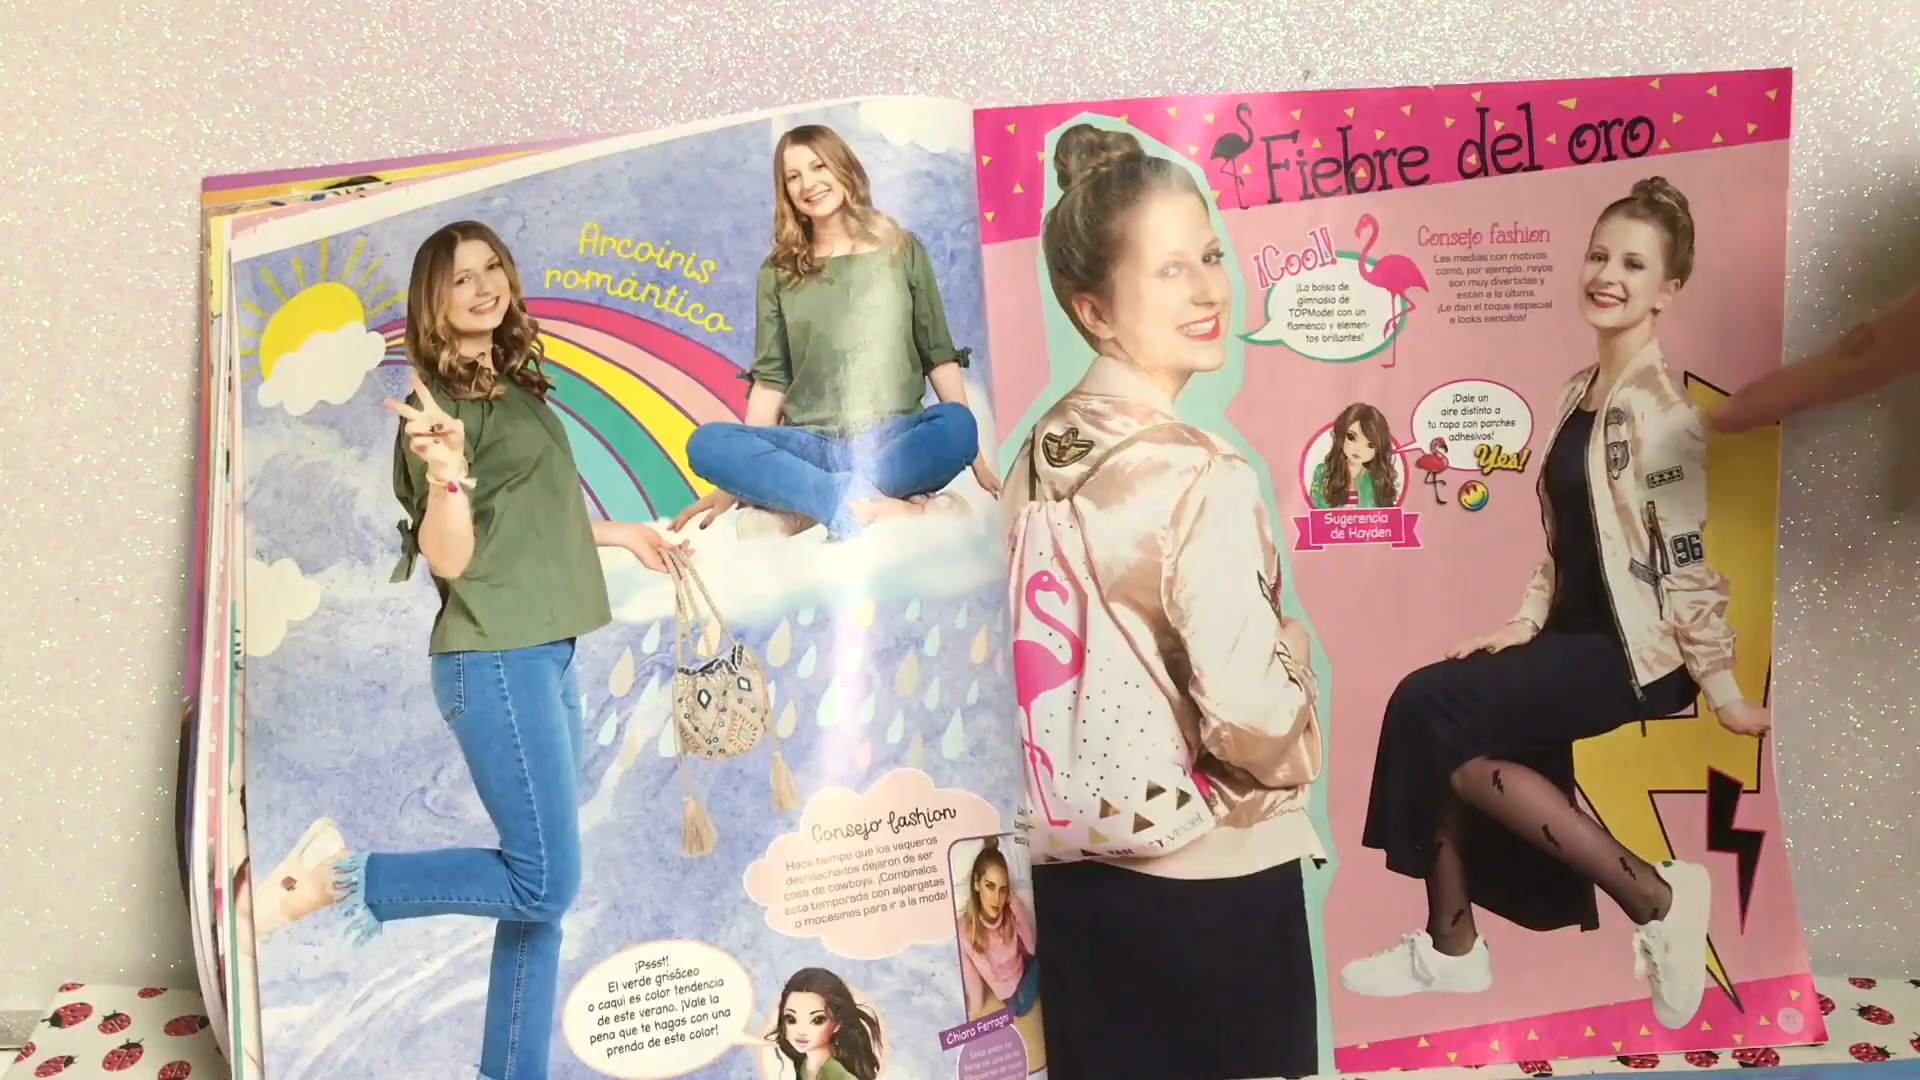 Arcoiris
romántico
Consejo fashion
Hace tiempo que los vaqueros
deshilachados dejaron de ser
cosa de cowboys. ¡Combínalos
esta temporada con alpargatas
o mocasines para ir a la moda!
¡Pssst!
El verde grisáceo
o caqui es color tendencia
de este verano. ¡Vale la
pena que te hagas con una
prenda de este color!
Chiara Ferragni
Fiebre del oro
¡Cool!
¡La bolsa de
gimnasia de
TOPModel con un
flamenco y elemen-
tos brillantes!
Consejo fashion
Las medias con motivos
como, por ejemplo, rayos
son muy divertidas y
están a la última.
¡Le dan el toque especial
a looks sencillos!
¡Dale un
aire distinto a
tu ropa con parches
adhesivos!
Yes!
Sugerencia
de Hayden
96